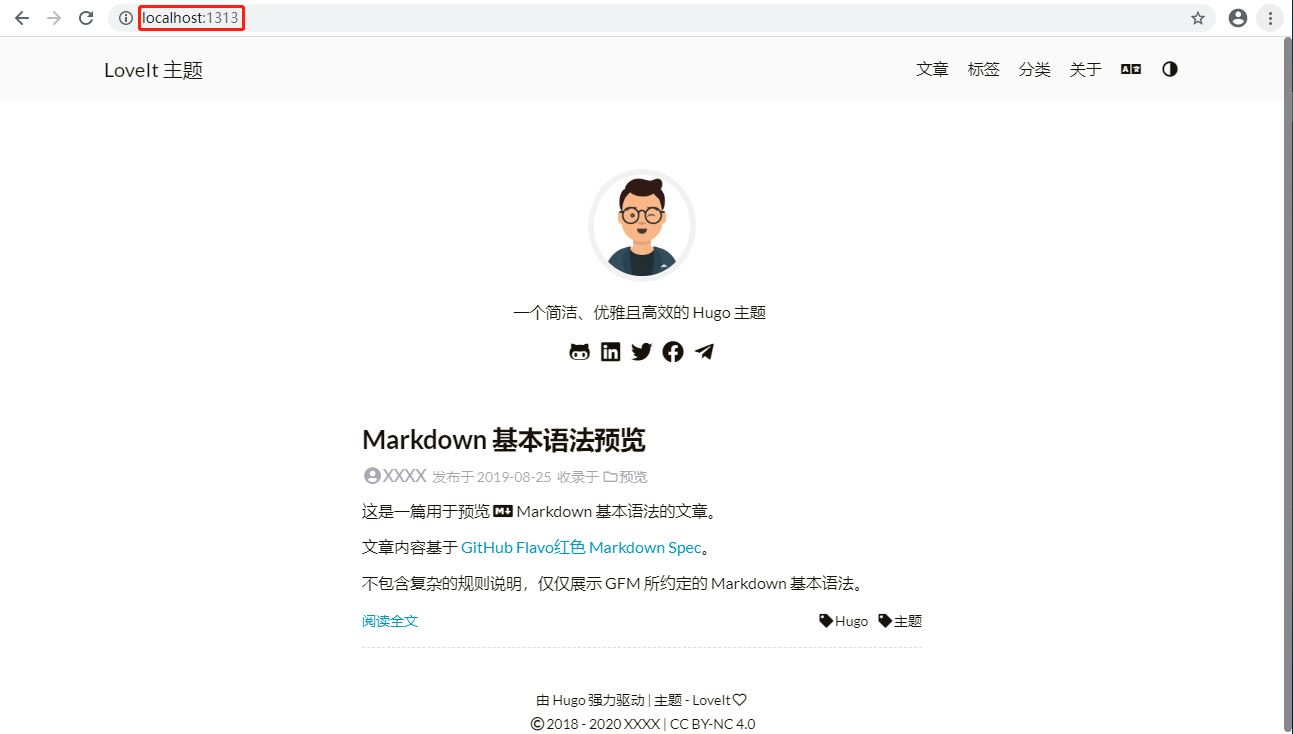 localhost:1313
LoveIt 主题
文章 标签 分类 关于
一个简洁、优雅且高效的 Hugo 主题
Markdown 基本语法预览
XXXX 发布于 2019-08-25 收录于 预览
这是一篇用于预览 Markdown 基本语法的文章。
文章内容基于 GitHub Flavo红色 Markdown Spec。
不包含复杂的规则说明，仅仅展示 GFM 所约定的 Markdown 基本语法。
阅读全文 Hugo 主题
由 Hugo 强力驱动 | 主题 - LoveIt
© 2018 - 2020 XXXX | CC BY-NC 4.0